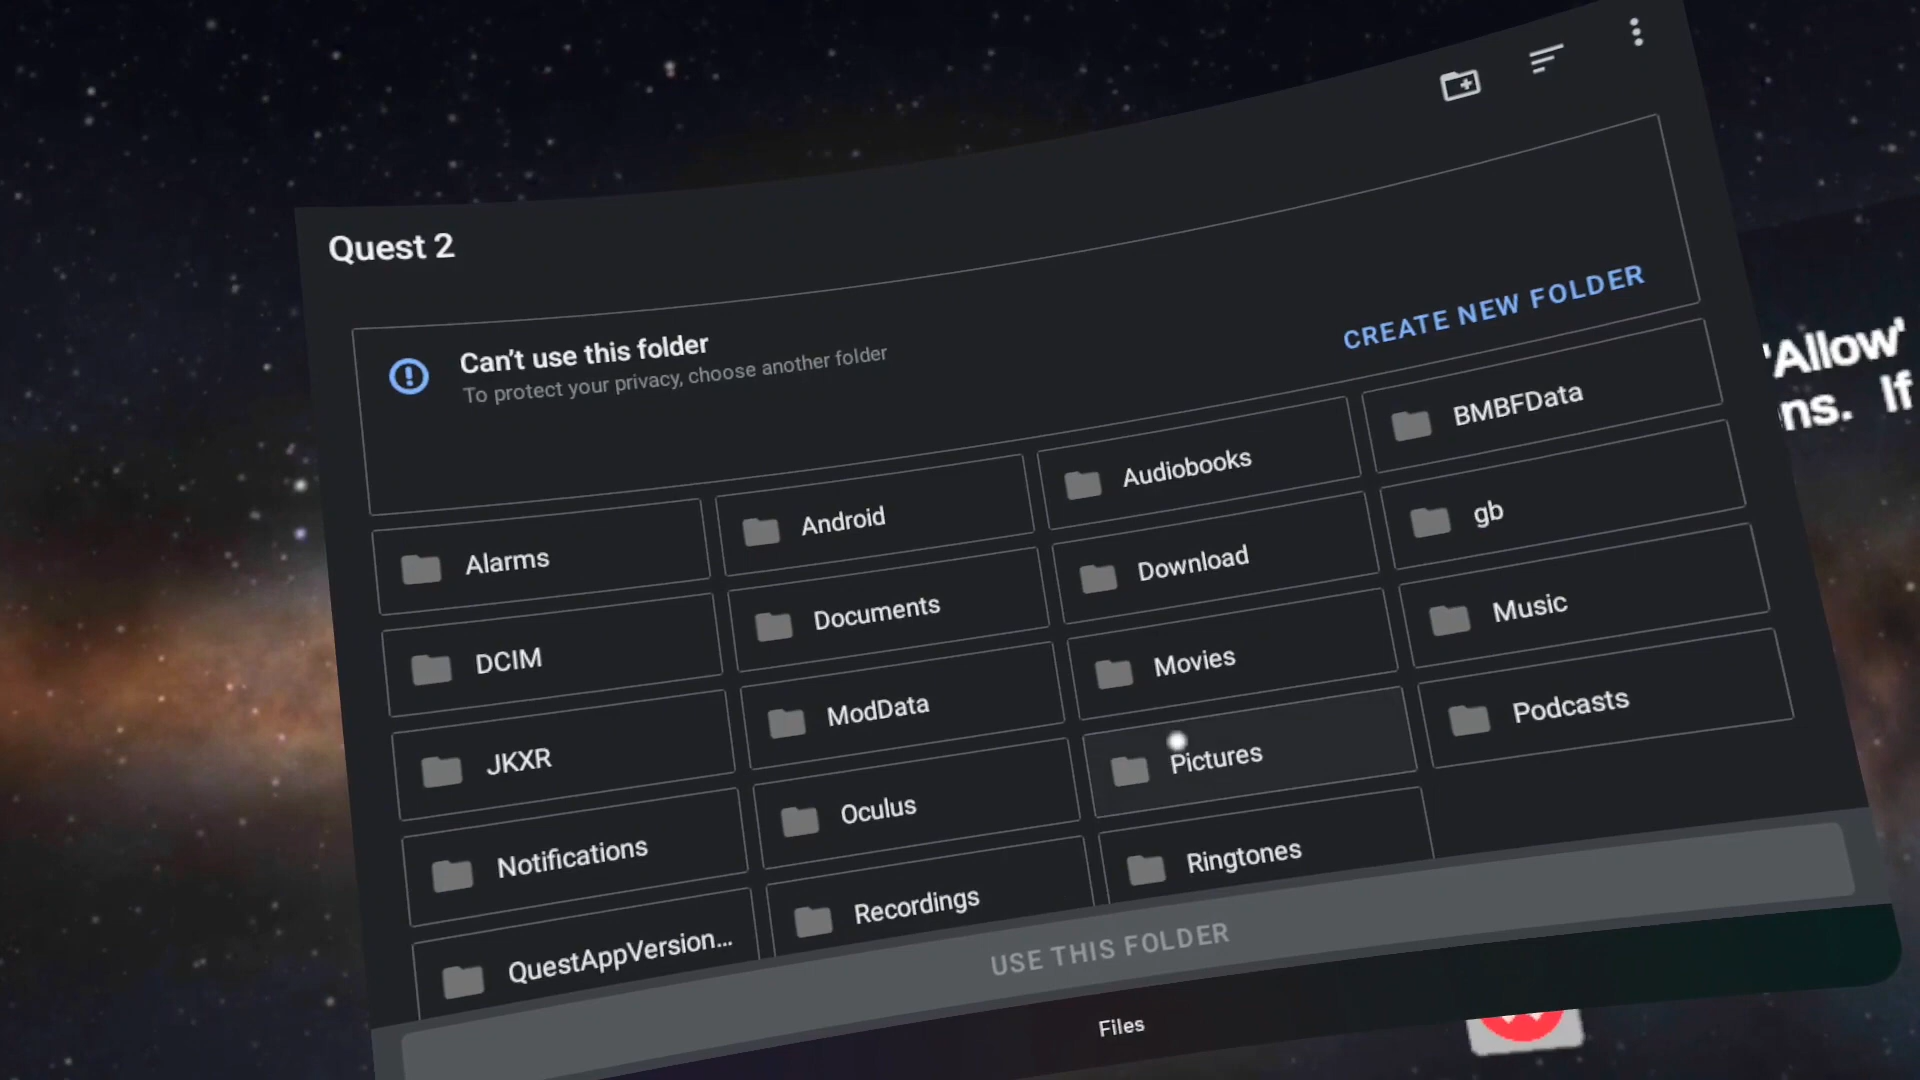 Quest 2
Can't use this folder
To protect your privacy, choose another folder
CREATE NEW FOLDER
Alarms
Android
Audiobooks
BMBFData
DCIM
Documents
Download
gb
JKXR
ModData
Movies
Music
Notifications
Oculus
Pictures
Podcasts
QuestAppVersion...
Recordings
Ringtones
USE THIS FOLDER
Files
'Allow'
ns. If